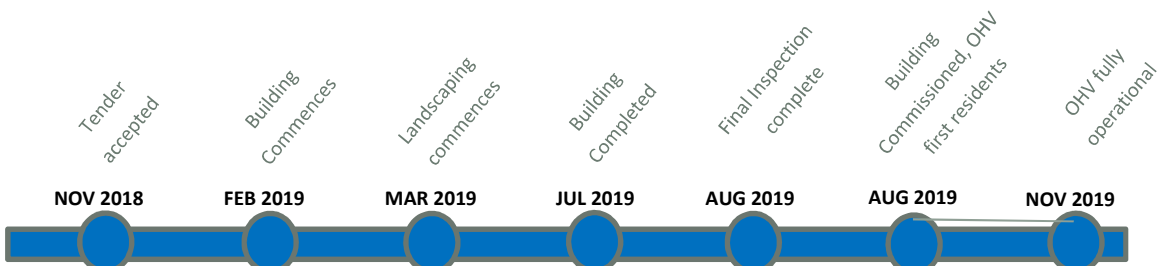 Tender
accepted
Building
Commences
Landscaping
commences
Building
Completed
Final Inspection
complete
Building
Commissioned, OHV
first residents
OHV fully
operational
NOV 2018
FEB 2019
MAR 2019
JUL 2019
AUG 2019
AUG 2019
NOV 2019